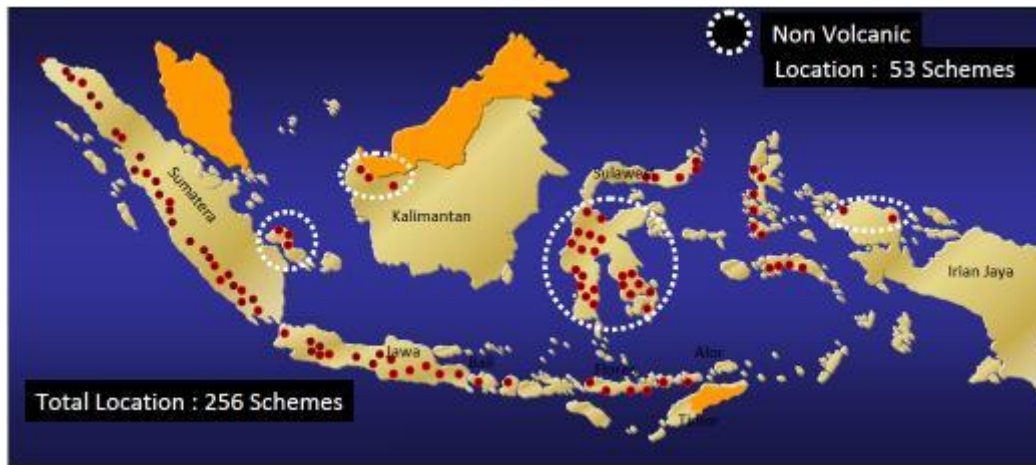 Non Volcanic
Location : 53 Schemes
Sumatera
Sulawesi
Kalimantan
Irian Jaya
Jawa
Bali
Flores
Alor
Timor
Total Location : 256 Schemes